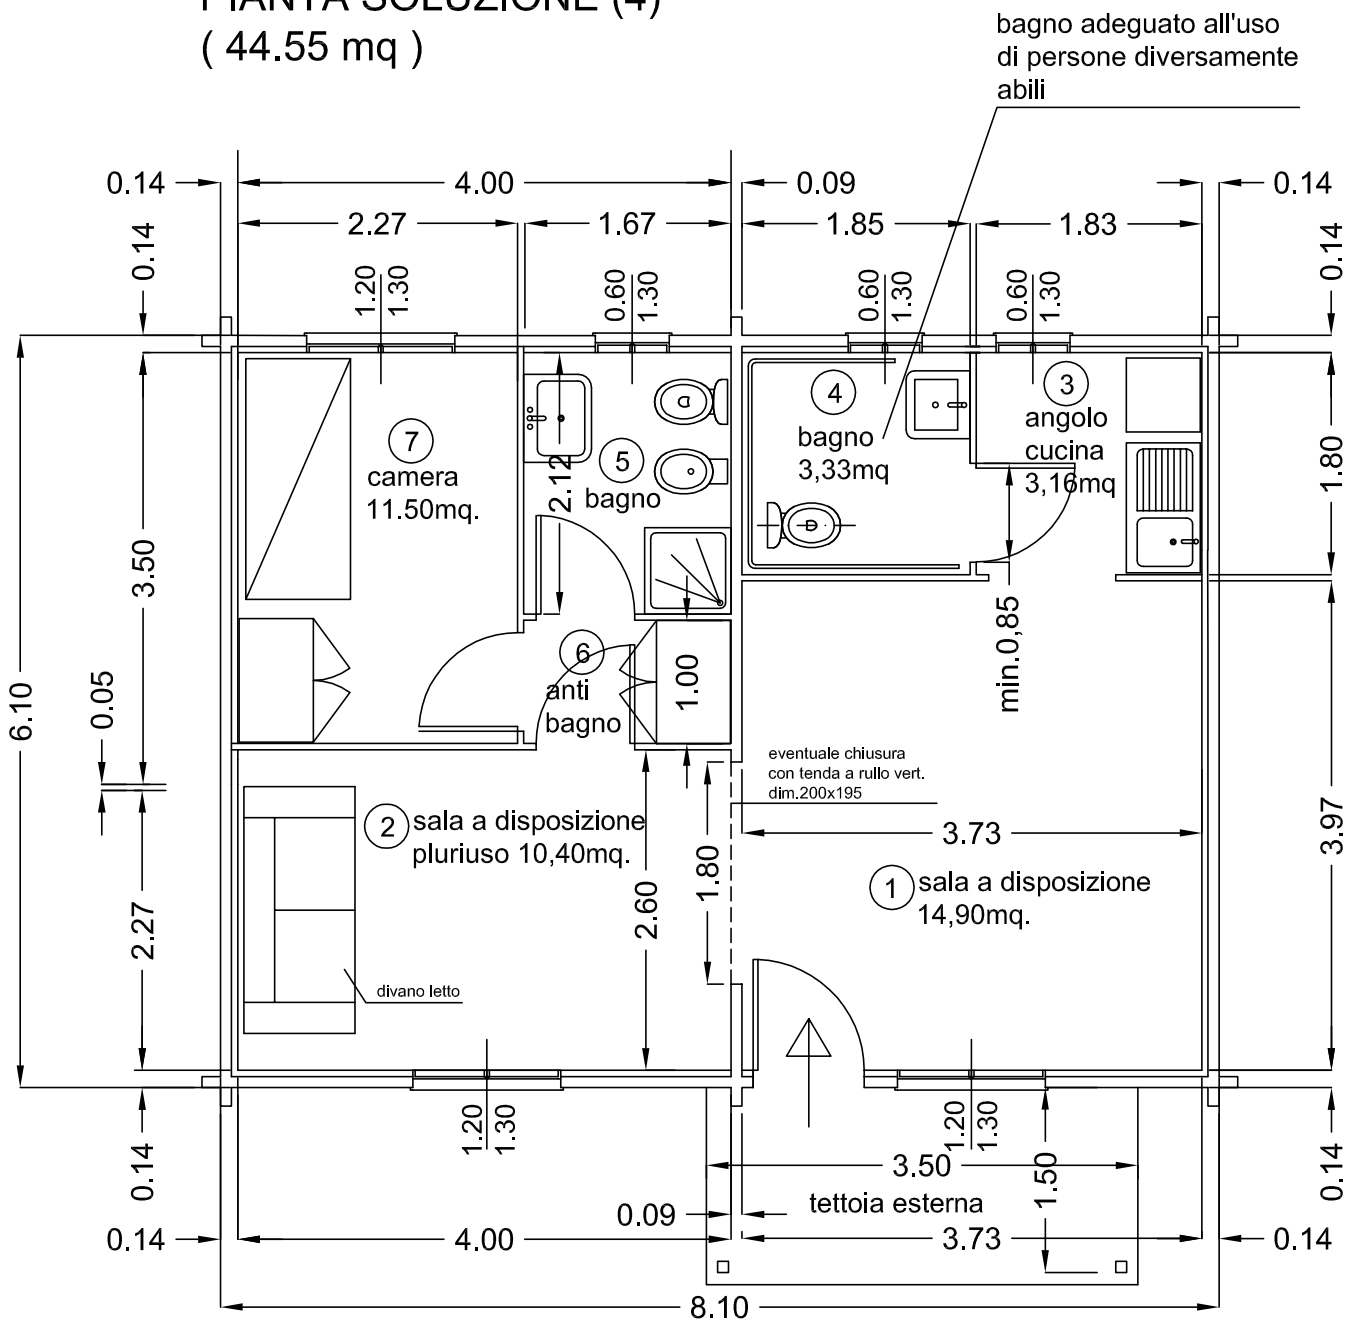 PIANTA SOLUZIONE (4)
( 44.55 mq )
bagno adeguato all'uso
di persone diversamente
abili
0.14
4.00
0.09
0.14
2.27
1.67
1.85
1.83
0.14
0.14
1.20
1.30
0.60
1.30
0.60
1.30
0.60
1.30
7
camera
11.50mq.
2.12
5
bagno
4
bagno
3,33mq
3
angolo
cucina
3,16mq
1.80
3.50
6.10
0.05
6
anti
bagno
1.00
min.0,85
eventuale chiusura
con tenda a rullo vert.
dim.200x195
3.73
3.97
2
sala a disposizione
pluriuso 10,40mq.
1.80
2.60
1
sala a disposizione
14,90mq.
2.27
divano letto
1.20
1.30
1.20
1.30
0.14
3.50
1.50
0.14
tettoia esterna
0.09
0.14
4.00
3.73
0.14
8.10